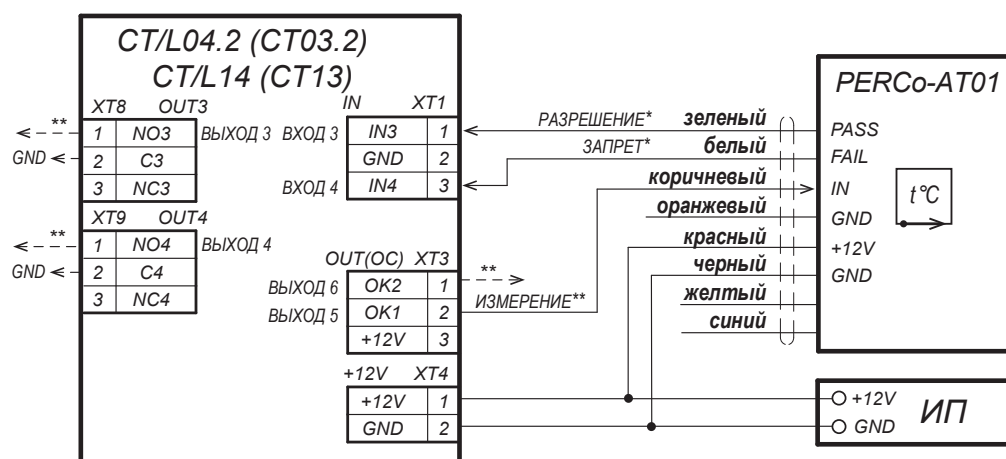 CT/L04.2 (CT03.2)
CT/L14 (CT13)
XT8 OUT3
1 NO3 ВЫХОД 3
2 C3
3 NC3
**
GND
XT9 OUT4
1 NO4 ВЫХОД 4
2 C4
3 NC4
**
GND
IN XT1
ВХОД 3 IN3 1
GND 2
ВХОД 4 IN4 3
OUT(OC) XT3
ВЫХОД 6 OK2 1
ВЫХОД 5 OK1 2
+12V 3
**
ИЗМЕРЕНИЕ**
+12V XT4
+12V 1
GND 2
РАЗРЕШЕНИЕ* зеленый
ЗАПРЕТ* белый
коричневый
оранжевый
красный
черный
желтый
синий
PERCo-AT01
PASS
FAIL
IN
GND
+12V
GND
t°C
+12V
GND
ИП